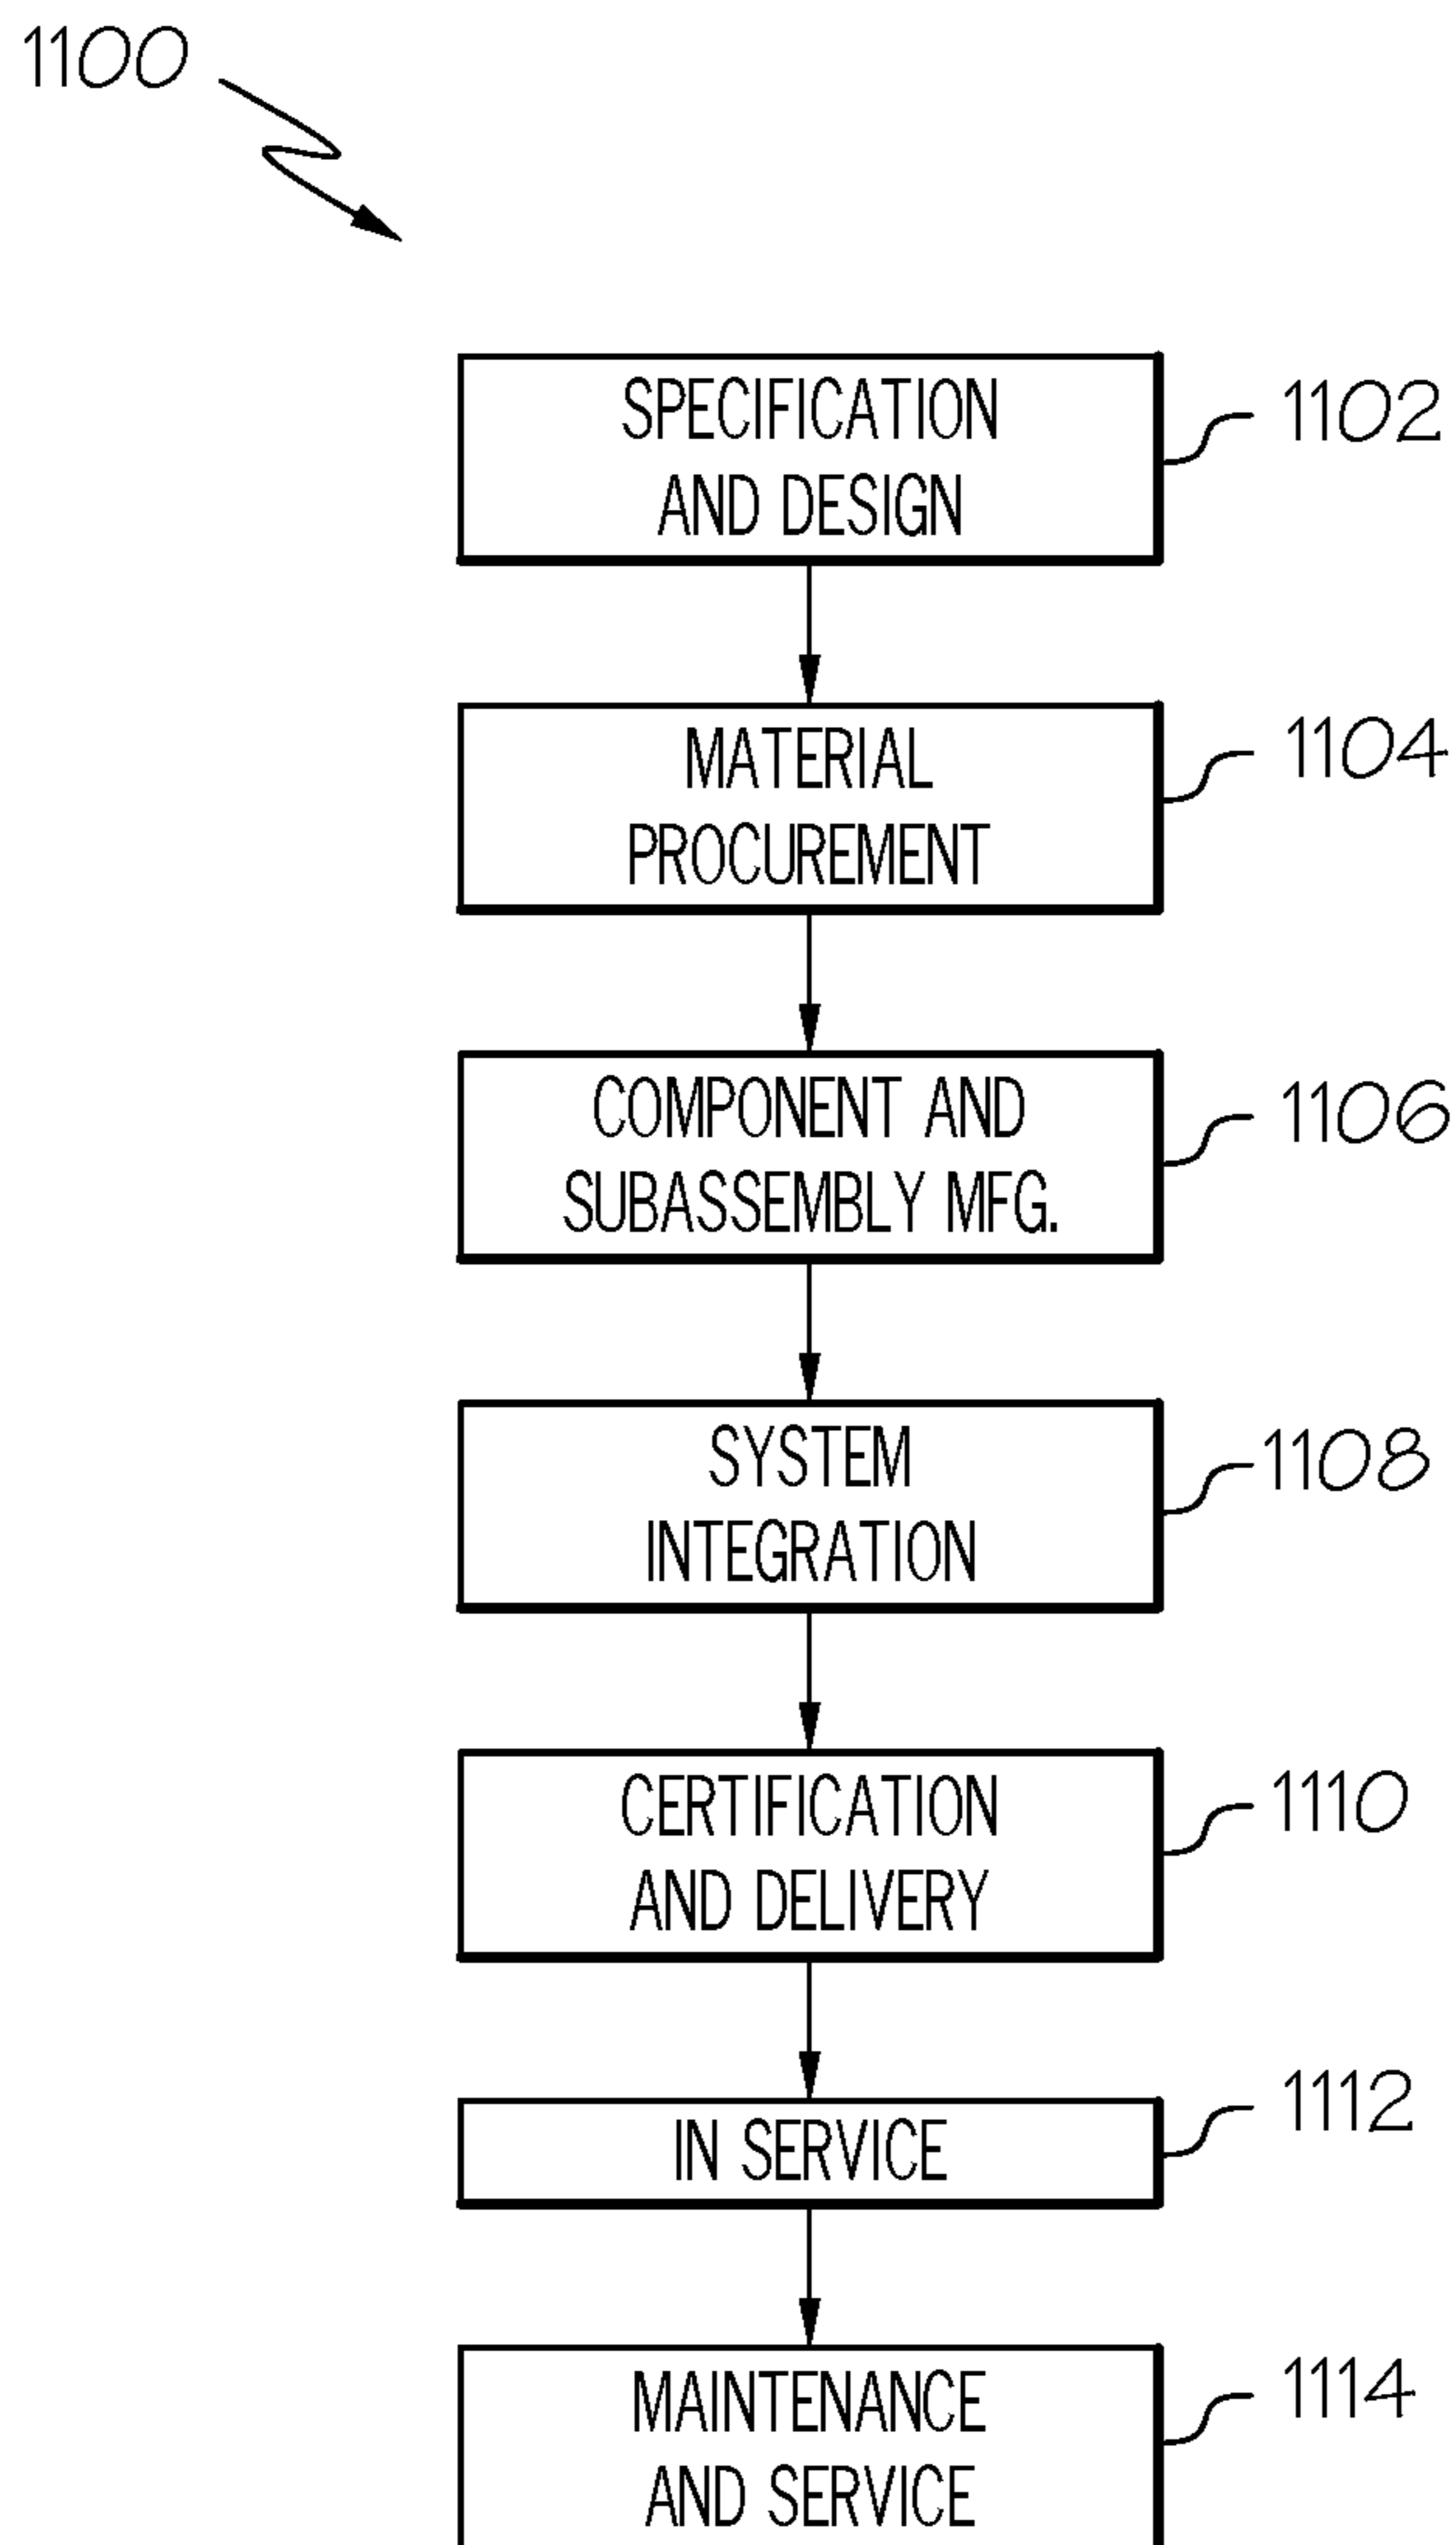 1100
SPECIFICATION
AND DESIGN
1102
MATERIAL
PROCUREMENT
1104
COMPONENT AND
SUBASSEMBLY MFG.
1106
SYSTEM
INTEGRATION
1108
CERTIFICATION
AND DELIVERY
1110
IN SERVICE
1112
MAINTENANCE
AND SERVICE
1114